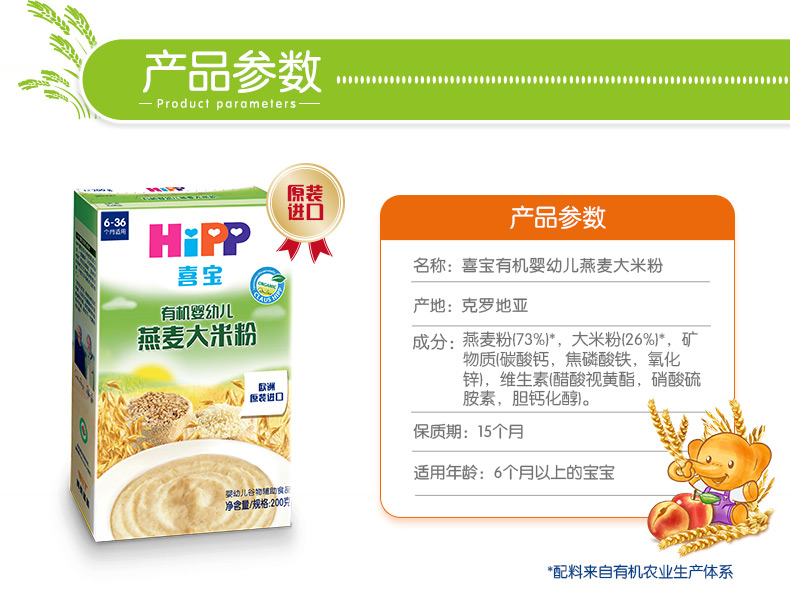 产品参数
Product parameters
原装
进口
6-36
个月适用
HiPP
喜宝
ORGANIC
有机婴幼儿
燕麦大米粉
欧洲
原装进口
婴幼儿谷物辅助食品
净含量/规格:200克
产品参数
名称：喜宝有机婴幼儿燕麦大米粉
产地：克罗地亚
成分：燕麦粉(73%)*，大米粉(26%)*，矿
物质(碳酸钙，焦磷酸铁，氧化
锌)，维生素(醋酸视黄酯，硝酸硫
胺素，胆钙化醇)。
保质期：15个月
适用年龄：6个月以上的宝宝
*配料来自有机农业生产体系